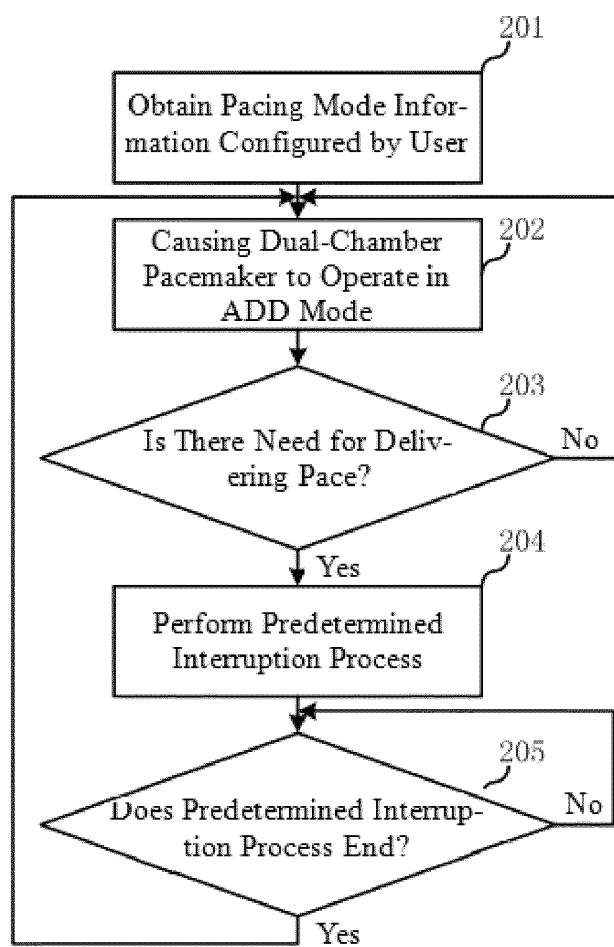 201
Obtain Pacing Mode Infor-
mation Configured by User
202
Causing Dual-Chamber
Pacemaker to Operate in
ADD Mode
203
Is There Need for Deliv-
ering Pace?
No
Yes
204
Perform Predetermined
Interruption Process
205
Does Predetermined Interrup-
tion Process End?
No
Yes